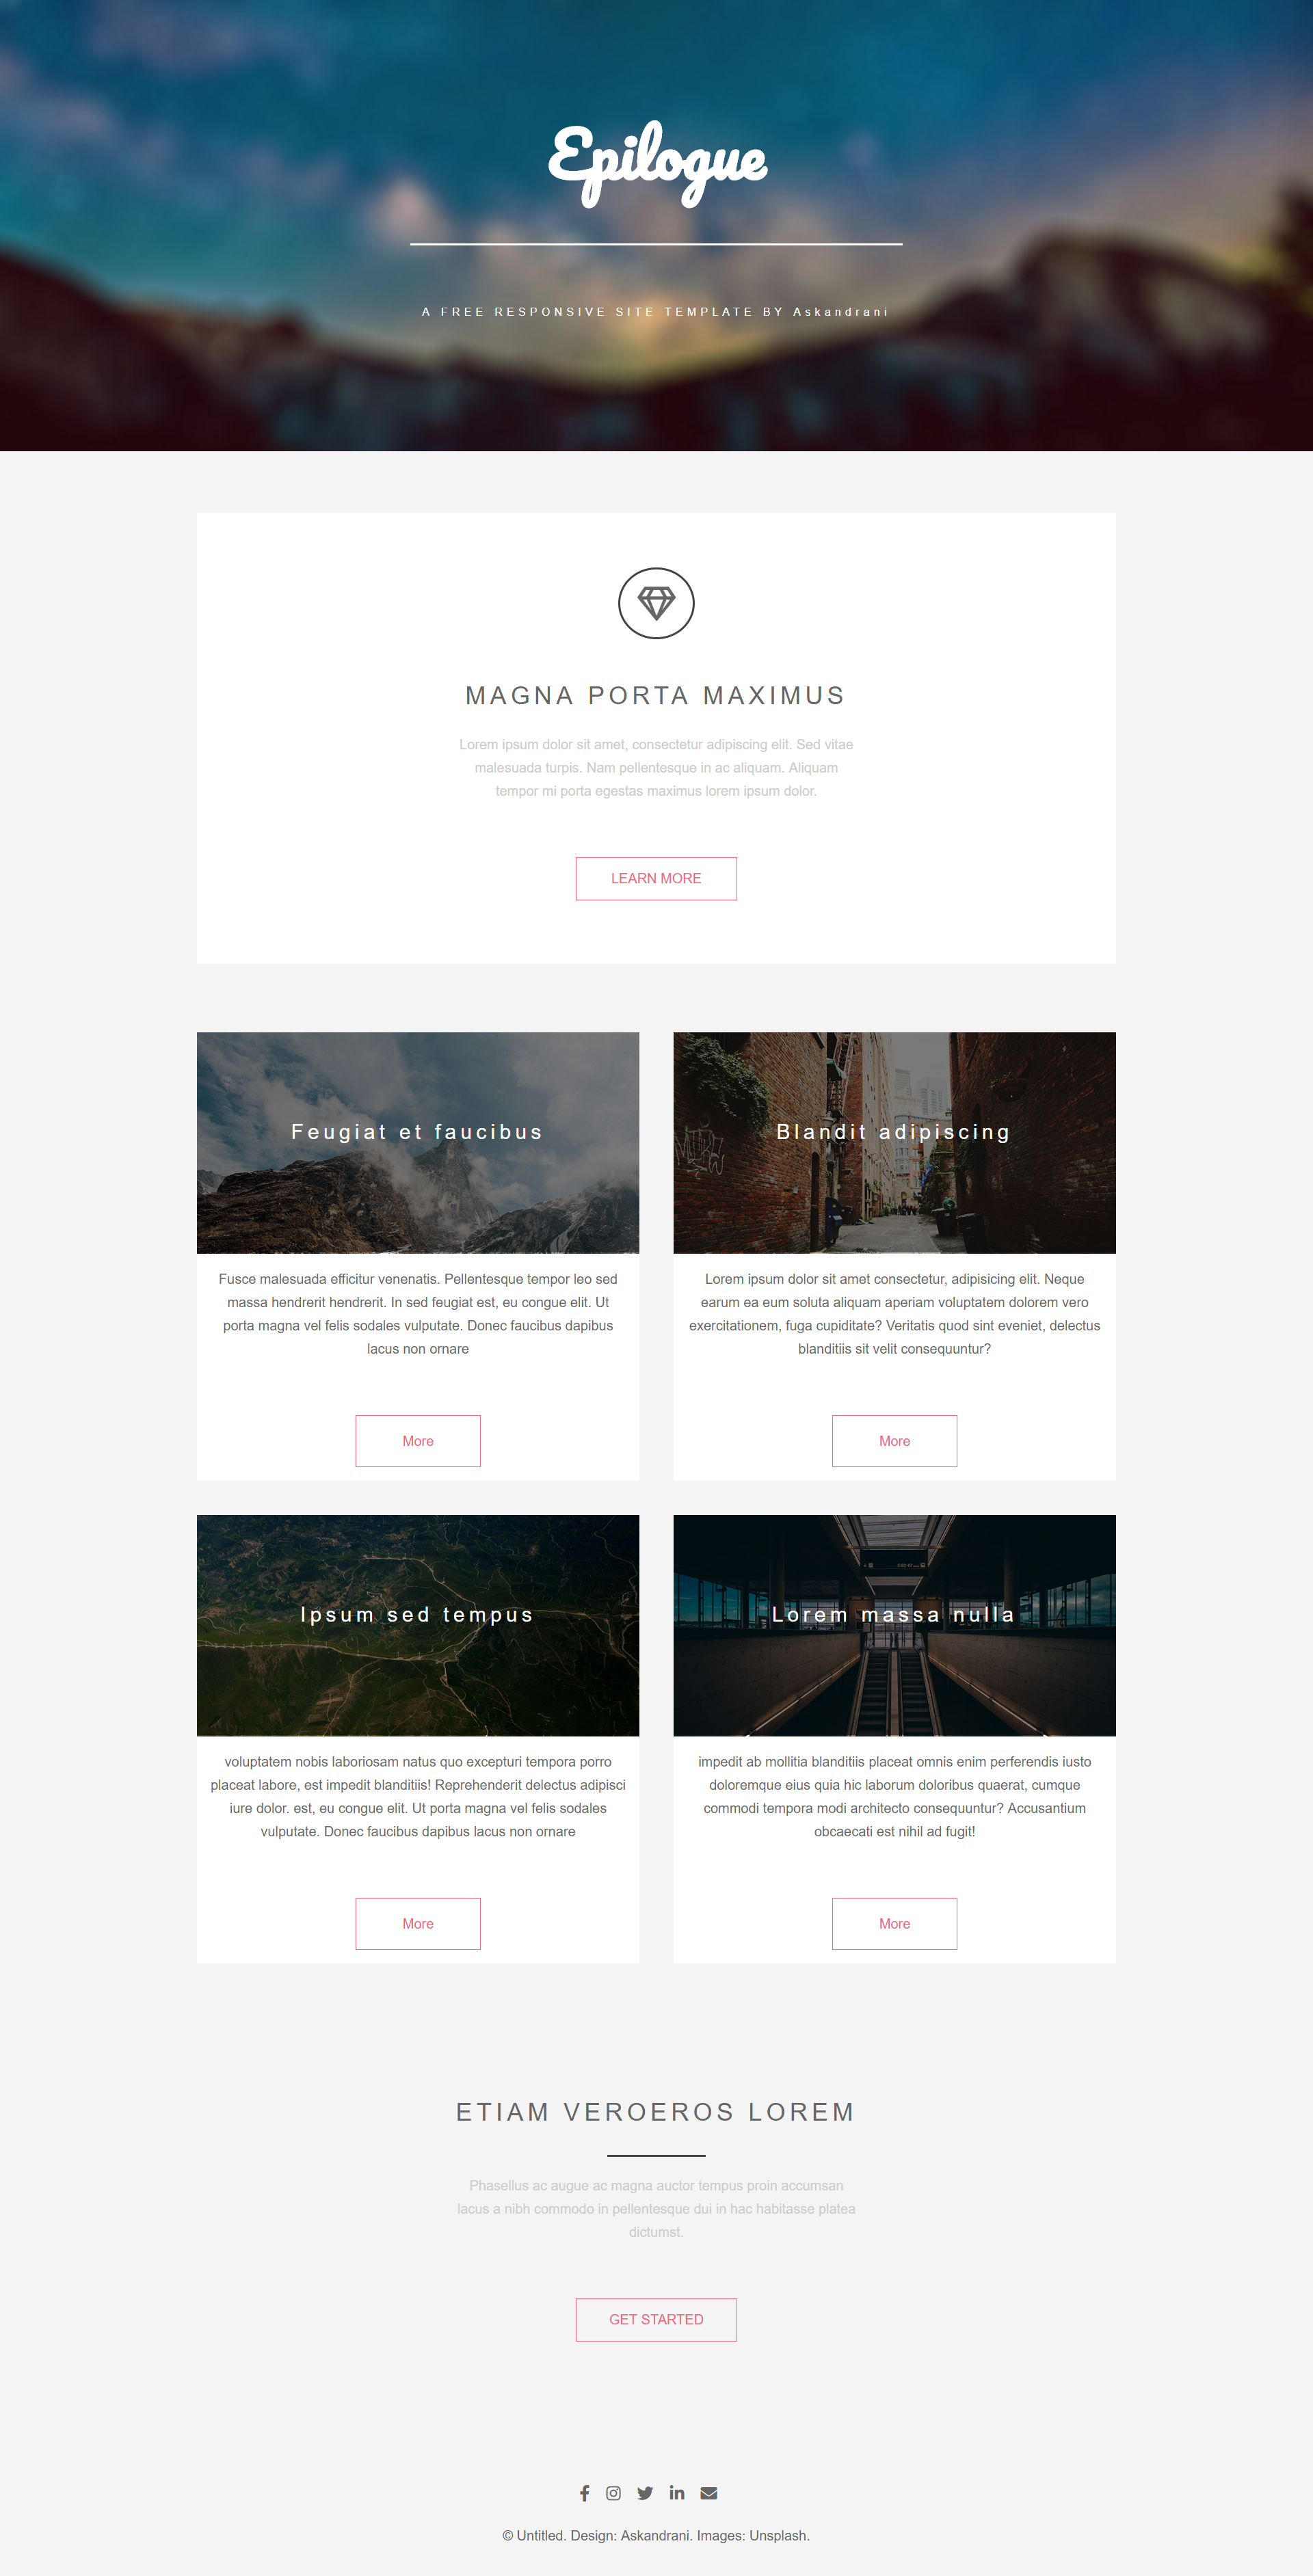 Epilogue
A FREE RESPONSIVE SITE TEMPLATE BY Askandrani
MAGNA PORTA MAXIMUS
Lorem ipsum dolor sit amet, consectetur adipiscing elit. Sed vitae
malesuada turpis. Nam pellentesque in ac aliquam. Aliquam
tempor mi porta egestas maximus lorem ipsum dolor.
LEARN MORE
Feugiat et faucibus
Fusce malesuada efficitur venenatis. Pellentesque tempor leo sed
massa hendrerit hendrerit. In sed feugiat est, eu congue elit. Ut
porta magna vel felis sodales vulputate. Donec faucibus dapibus
lacus non ornare
More
Blandit adipiscing
Lorem ipsum dolor sit amet consectetur, adipisicing elit. Neque
earum ea eum soluta aliquam aperiam voluptatem dolorem vero
exercitationem, fuga cupiditate? Veritatis quod sint eveniet, delectus
blanditiis sit velit consequuntur?
More
Ipsum sed tempus
voluptatem nobis laboriosam natus quo excepturi tempora porro
placeat labore, est impedit blanditiis! Reprehenderit delectus adipisci
iure dolor. est, eu congue elit. Ut porta magna vel felis sodales
vulputate. Donec faucibus dapibus lacus non ornare
More
Lorem massa nulla
impedit ab mollitia blanditiis placeat omnis enim perferendis iusto
doloremque eius quia hic laborum doloribus quaerat, cumque
commodi tempora modi architecto consequuntur? Accusantium
obcaecati est nihil ad fugit!
More
ETIAM VEROEROS LOREM
Phasellus ac augue ac magna auctor tempus proin accumsan
lacus a nibh commodo in pellentesque dui in hac habitasse platea
dictumst.
GET STARTED
© Untitled. Design: Askandrani. Images: Unsplash.